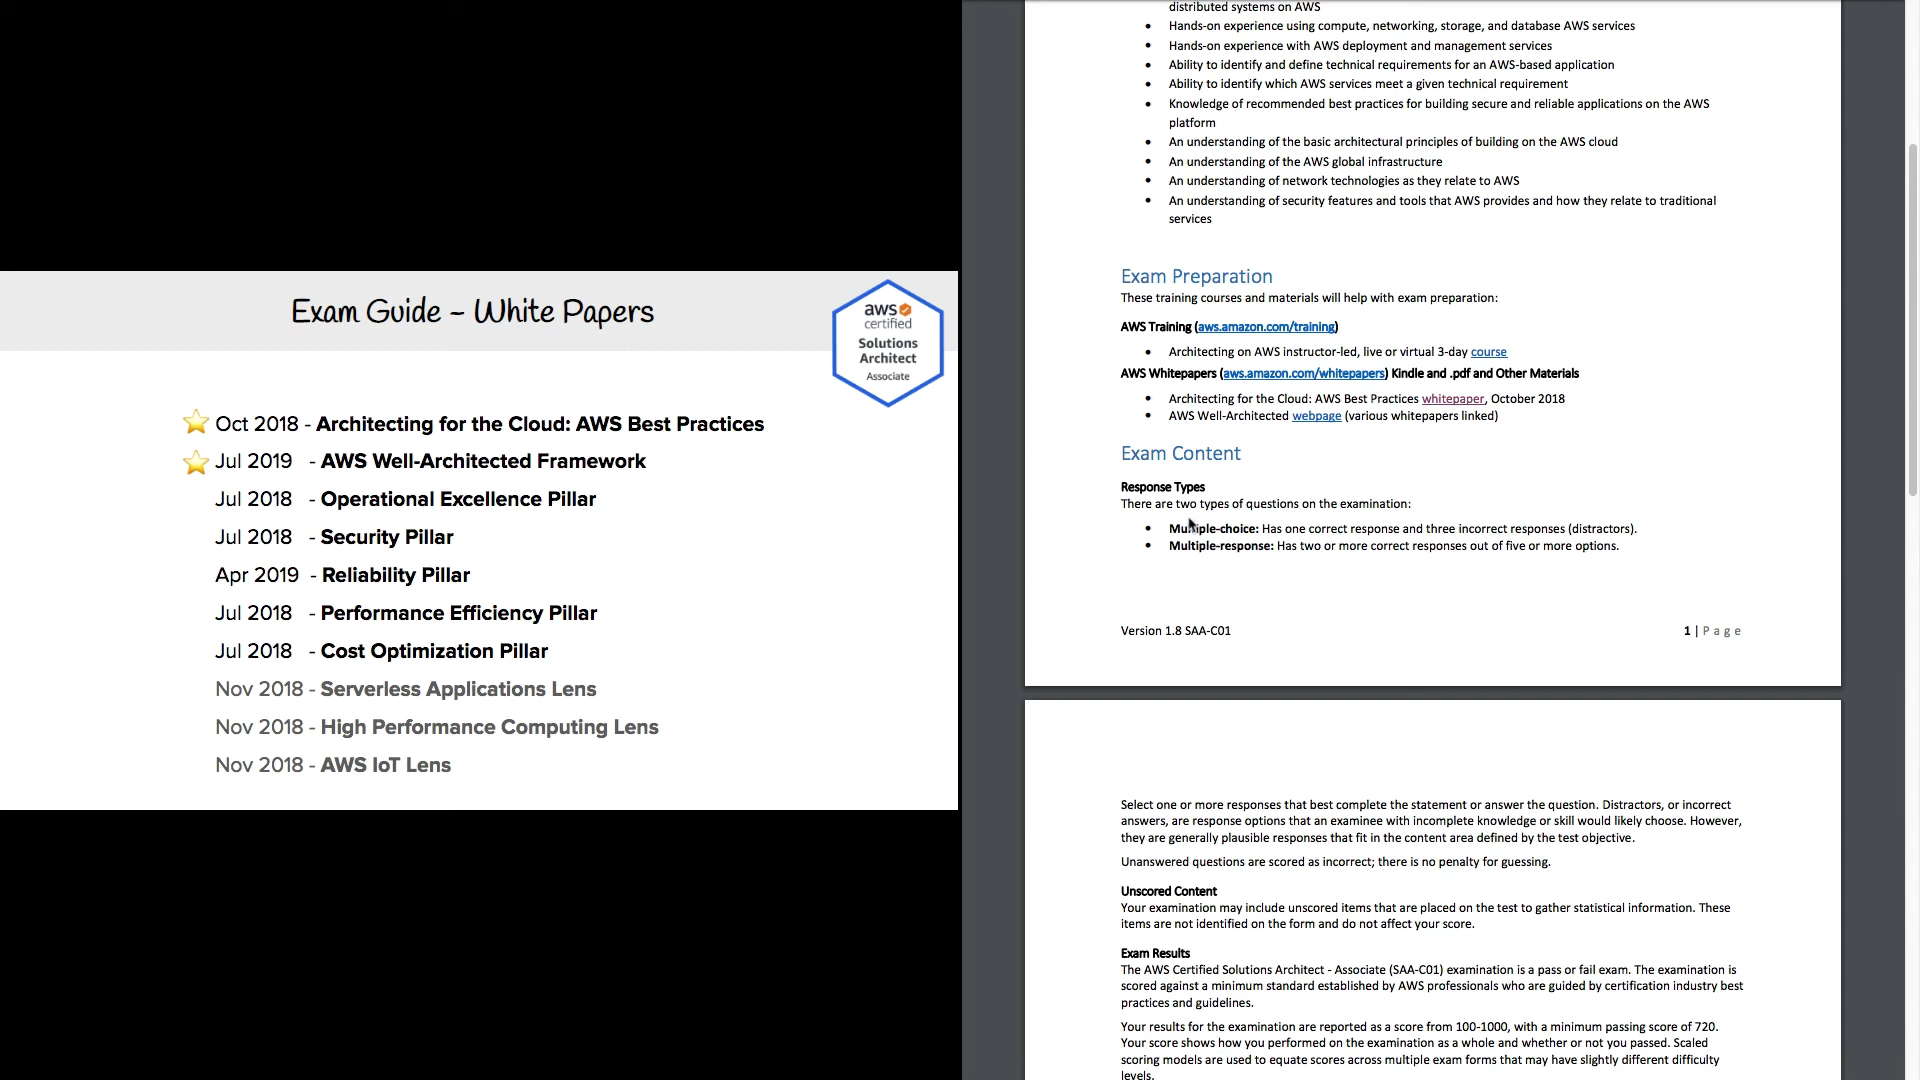 Exam Guide - White Papers
aws
certified
Solutions
Architect
Associate
Oct 2018 - Architecting for the Cloud: AWS Best Practices
Jul 2019 - AWS Well-Architected Framework
Jul 2018 - Operational Excellence Pillar
Jul 2018 - Security Pillar
Apr 2019 - Reliability Pillar
Jul 2018 - Performance Efficiency Pillar
Jul 2018 - Cost Optimization Pillar
Nov 2018 - Serverless Applications Lens
Nov 2018 - High Performance Computing Lens
Nov 2018 - AWS IoT Lens
distributed systems on AWS
• Hands-on experience using compute, networking, storage, and database AWS services
• Hands-on experience with AWS deployment and management services
• Ability to identify and define technical requirements for an AWS-based application
• Ability to identify which AWS services meet a given technical requirement
• Knowledge of recommended best practices for building secure and reliable applications on the AWS
platform
• An understanding of the basic architectural principles of building on the AWS cloud
• An understanding of the AWS global infrastructure
• An understanding of network technologies as they relate to AWS
• An understanding of security features and tools that AWS provides and how they relate to traditional
services
Exam Preparation
These training courses and materials will help with exam preparation:
AWS Training (aws.amazon.com/training)
• Architecting on AWS instructor-led, live or virtual 3-day course
AWS Whitepapers (aws.amazon.com/whitepapers) Kindle and .pdf and Other Materials
• Architecting for the Cloud: AWS Best Practices whitepaper, October 2018
• AWS Well-Architected webpage (various whitepapers linked)
Exam Content
Response Types
There are two types of questions on the examination:
• Multiple-choice: Has one correct response and three incorrect responses (distractors).
• Multiple-response: Has two or more correct responses out of five or more options.
Version 1.8 SAA-C01 1 | Page
Select one or more responses that best complete the statement or answer the question. Distractors, or incorrect
answers, are response options that an examinee with incomplete knowledge or skill would likely choose. However,
they are generally plausible responses that fit in the content area defined by the test objective.
Unanswered questions are scored as incorrect; there is no penalty for guessing.
Unscored Content
Your examination may include unscored items that are placed on the test to gather statistical information. These
items are not identified on the form and do not affect your score.
Exam Results
The AWS Certified Solutions Architect - Associate (SAA-C01) examination is a pass or fail exam. The examination is
scored against a minimum standard established by AWS professionals who are guided by certification industry best
practices and guidelines.
Your results for the examination are reported as a score from 100-1000, with a minimum passing score of 720.
Your score shows how you performed on the examination as a whole and whether or not you passed. Scaled
scoring models are used to equate scores across multiple exam forms that may have slightly different difficulty
levels.